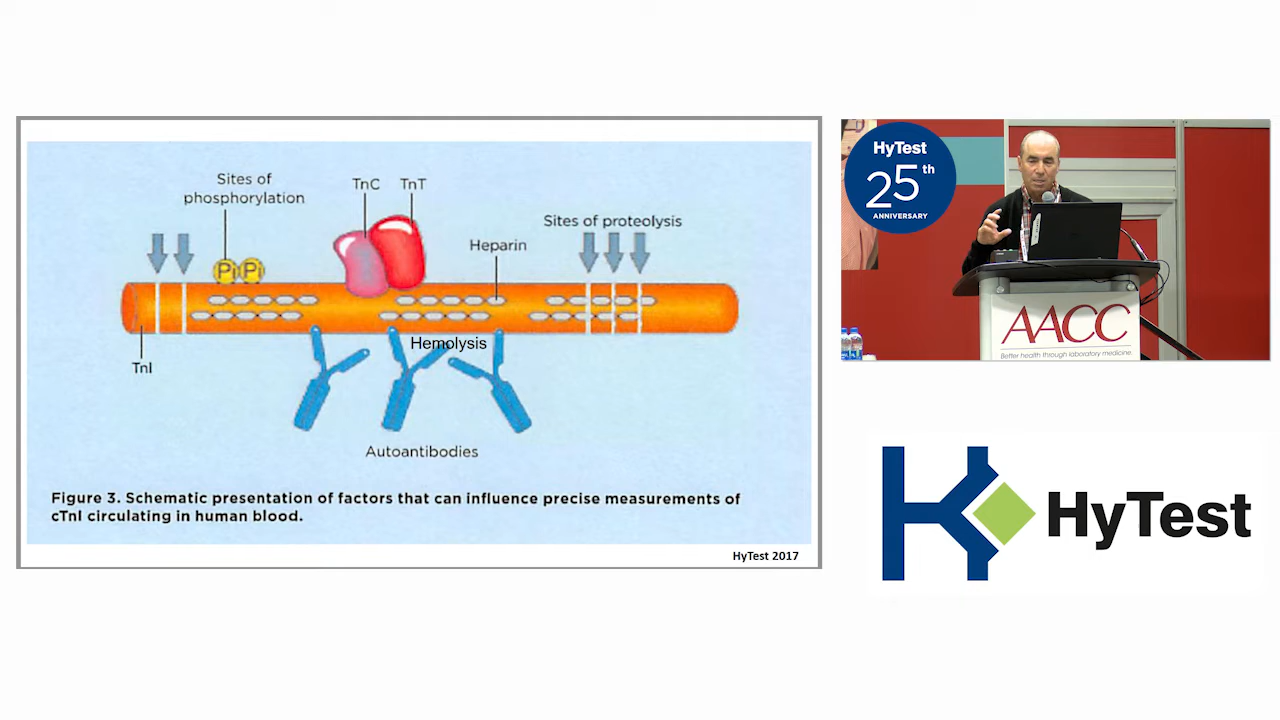 Sites of
phosphorylation
TnC
TnT
Sites of proteolysis
Heparin
Pi
Pi
Hemolysis
TnI
Autoantibodies
Figure 3. Schematic presentation of factors that can influence precise measurements of
cTnI circulating in human blood.
HyTest 2017
HyTest
25th
ANNIVERSARY
AACC
Better health through laboratory medicine.
HyTest